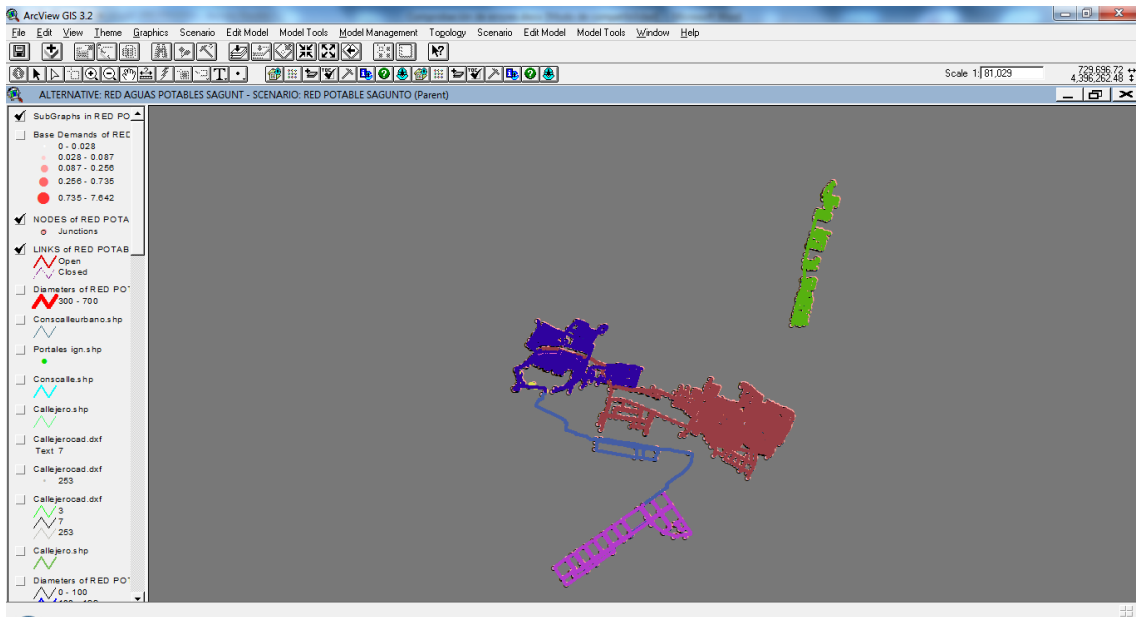 ArcView GIS 3.2
File Edit View Theme Graphics Scenario Edit Model Model Tools Model Management Topology Scenario Edit Model Model Tools Window Help
Scale 1: 81,029
729,696.72
4,396,262.48
ALTERNATIVE: RED AGUAS POTABLES SAGUNT - SCENARIO: RED POTABLE SAGUNTO (Parent)
SubGraphs in RED PO
Base Demands of RED
0 - 0.028
0.028 - 0.087
0.087 - 0.256
0.256 - 0.735
0.735 - 7.642
NODES of RED POTA
Junctions
LINKS of RED POTAB
Open
Closed
Diameters of RED PO
300 - 700
Conscalleurbano.shp
Portales ign.shp
Conscalle.shp
Callejero.shp
Callejerocad.dxf
Text 7
Callejerocad.dxf
253
Callejerocad.dxf
3
7
253
Callejero.shp
Diameters of RED PO
0 - 100